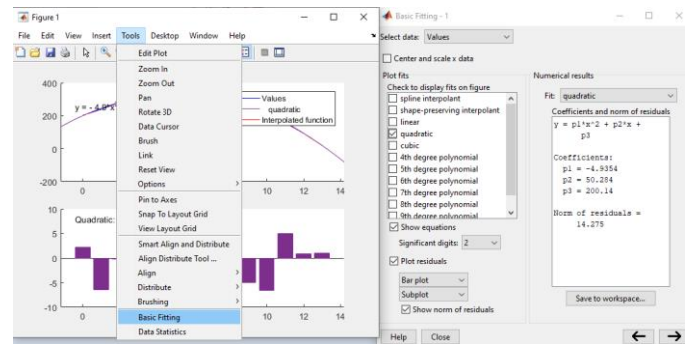 Figure 1
File Edit View Insert Tools Desktop Window Help
Edit Plot
Zoom In
Zoom Out
Pan
Rotate 3D
Data Cursor
Brush
Link
Reset View
Options
Pin to Axes
Snap To Layout Grid
View Layout Grid
Smart Align and Distribute
Align Distribute Tool ...
Align
Distribute
Brushing
Basic Fitting
Data Statistics
400
200
0
-200
y = - 4.9*x
Values
quadratic
Interpolated function
0 10 12 14
10
5
0
-5
-10
Quadratic:
0 10 12 14
Basic Fitting - 1
Select data: Values
Center and scale x data
Plot fits
Check to display fits on figure
spline interpolant
shape-preserving interpolant
linear
quadratic
cubic
4th degree polynomial
5th degree polynomial
6th degree polynomial
7th degree polynomial
8th degree polynomial
9th degree polynomial
Show equations
Significant digits: 2
Plot residuals
Bar plot
Subplot
Show norm of residuals
Numerical results
Fit: quadratic
Coefficients and norm of residuals
y = p1*x^2 + p2*x +
p3
Coefficients:
p1 = -4.9354
p2 = 50.284
p3 = 200.14
Norm of residuals =
14.275
Save to workspace...
Help Close